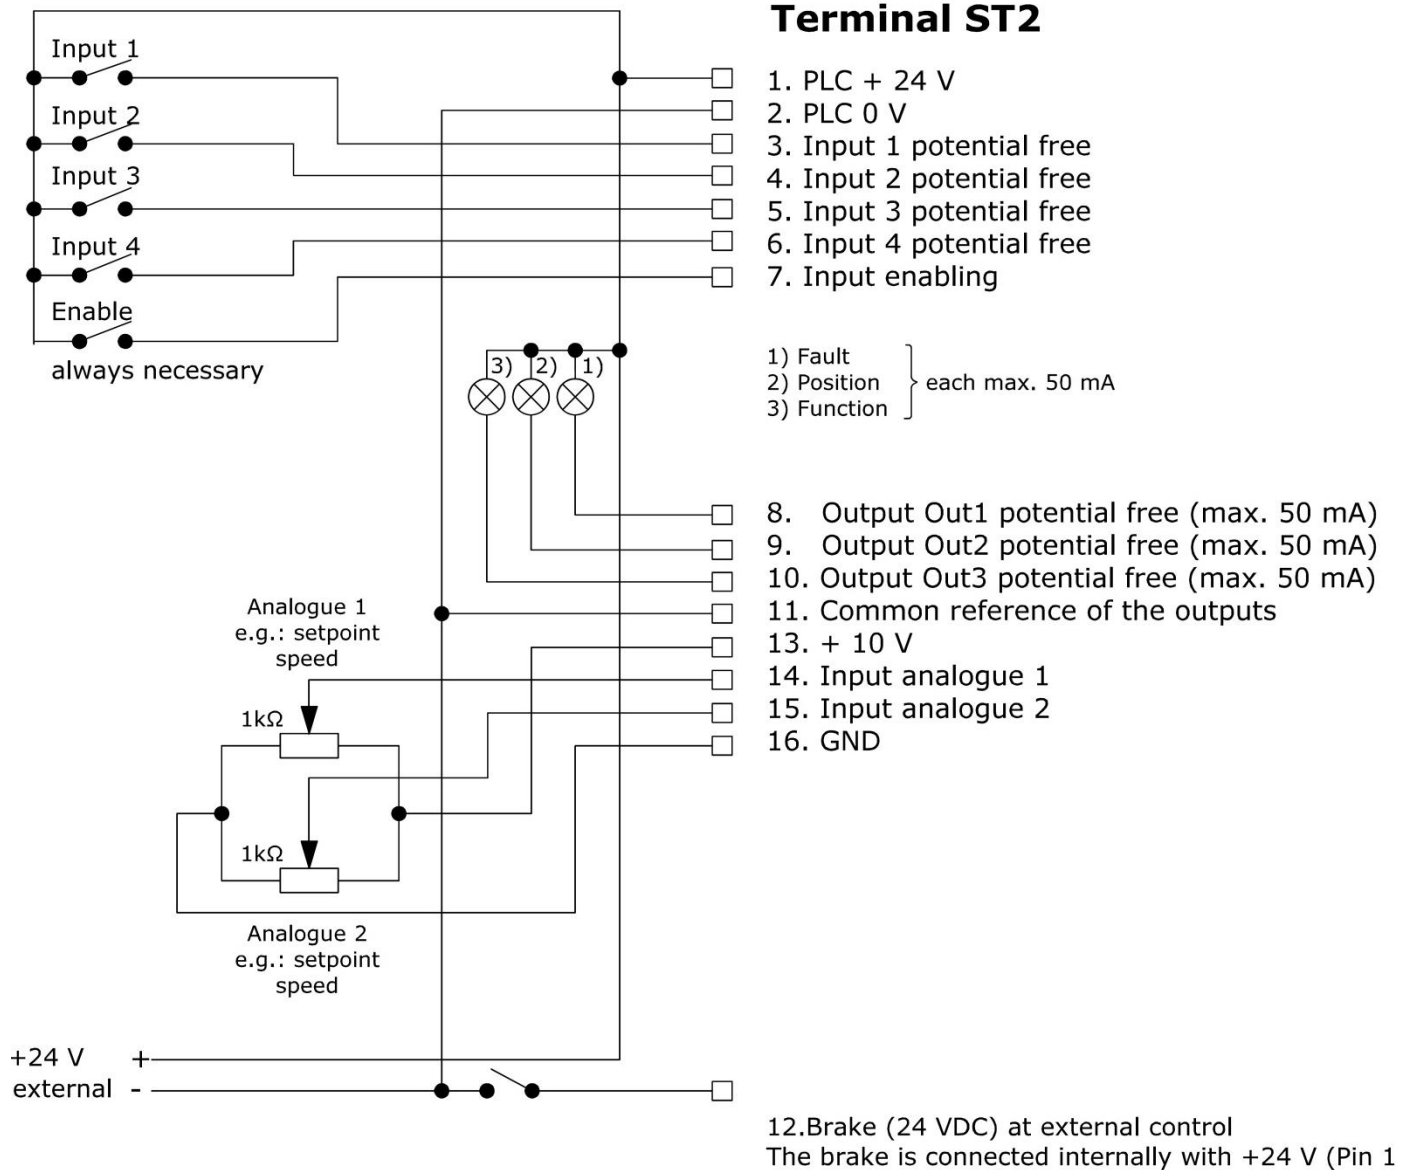 Terminal ST2
Input 1
Input 2
Input 3
Input 4
Enable
always necessary
1. PLC + 24 V
2. PLC 0 V
3. Input 1 potential free
4. Input 2 potential free
5. Input 3 potential free
6. Input 4 potential free
7. Input enabling
3) 2) 1)
1) Fault
2) Position
3) Function
each max. 50 mA
8. Output Out1 potential free (max. 50 mA)
9. Output Out2 potential free (max. 50 mA)
10. Output Out3 potential free (max. 50 mA)
11. Common reference of the outputs
13. + 10 V
14. Input analogue 1
15. Input analogue 2
16. GND
Analogue 1
e.g.: setpoint
speed
1kΩ
1kΩ
Analogue 2
e.g.: setpoint
speed
+24 V +
external -
12.Brake (24 VDC) at external control
The brake is connected internally with +24 V (Pin 1